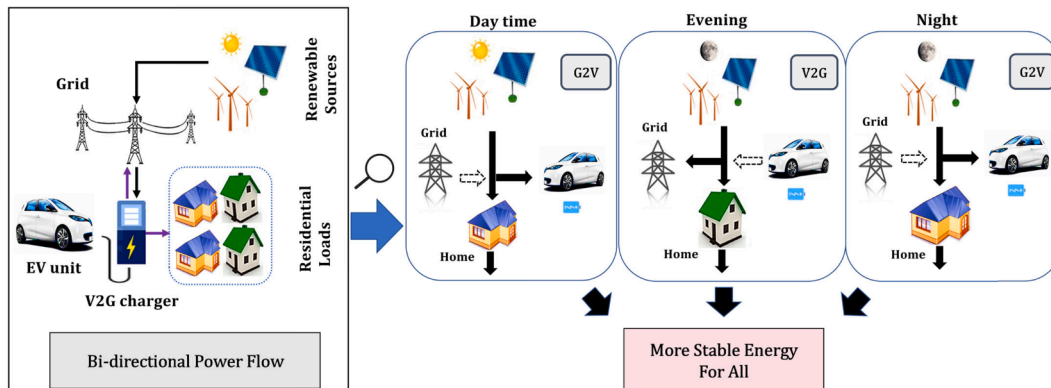 Grid
Renewable
Sources
EV unit
V2G charger
Residential
Loads
Bi-directional Power Flow
Day time
G2V
Grid
Home
Evening
V2G
Grid
Home
Night
G2V
Grid
Home
More Stable Energy
For All